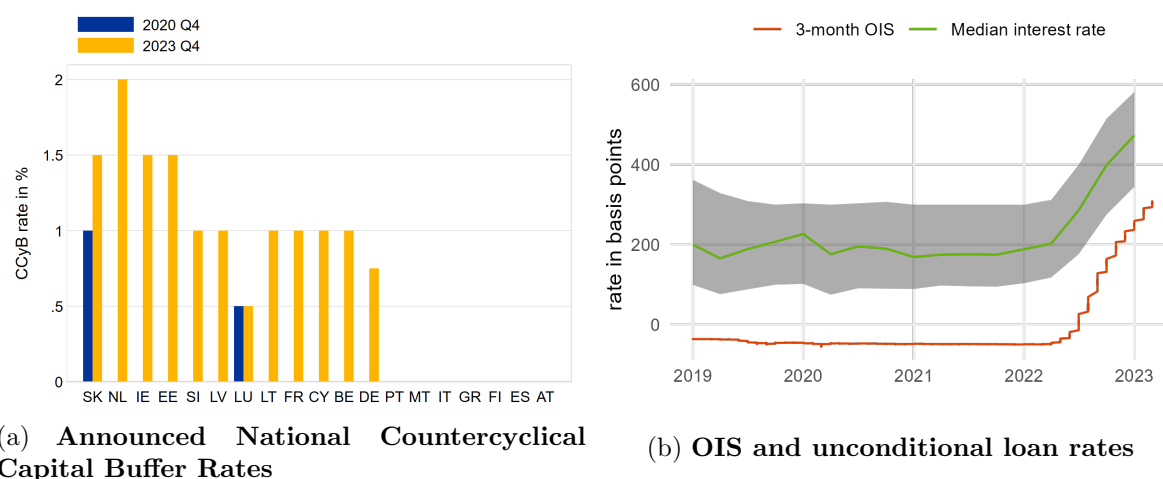 2020 Q4
2023 Q4
2
1.5
1
.5
0
CCyB rate in %
SK NL IE EE SI LV LU LT FR CY BE DE PT MT IT GR FI ES AT
(a) Announced National Countercyclical
Capital Buffer Rates
3-month OIS Median interest rate
600
400
200
0
rate in basis points
2019 2020 2021 2022 2023
(b) OIS and unconditional loan rates